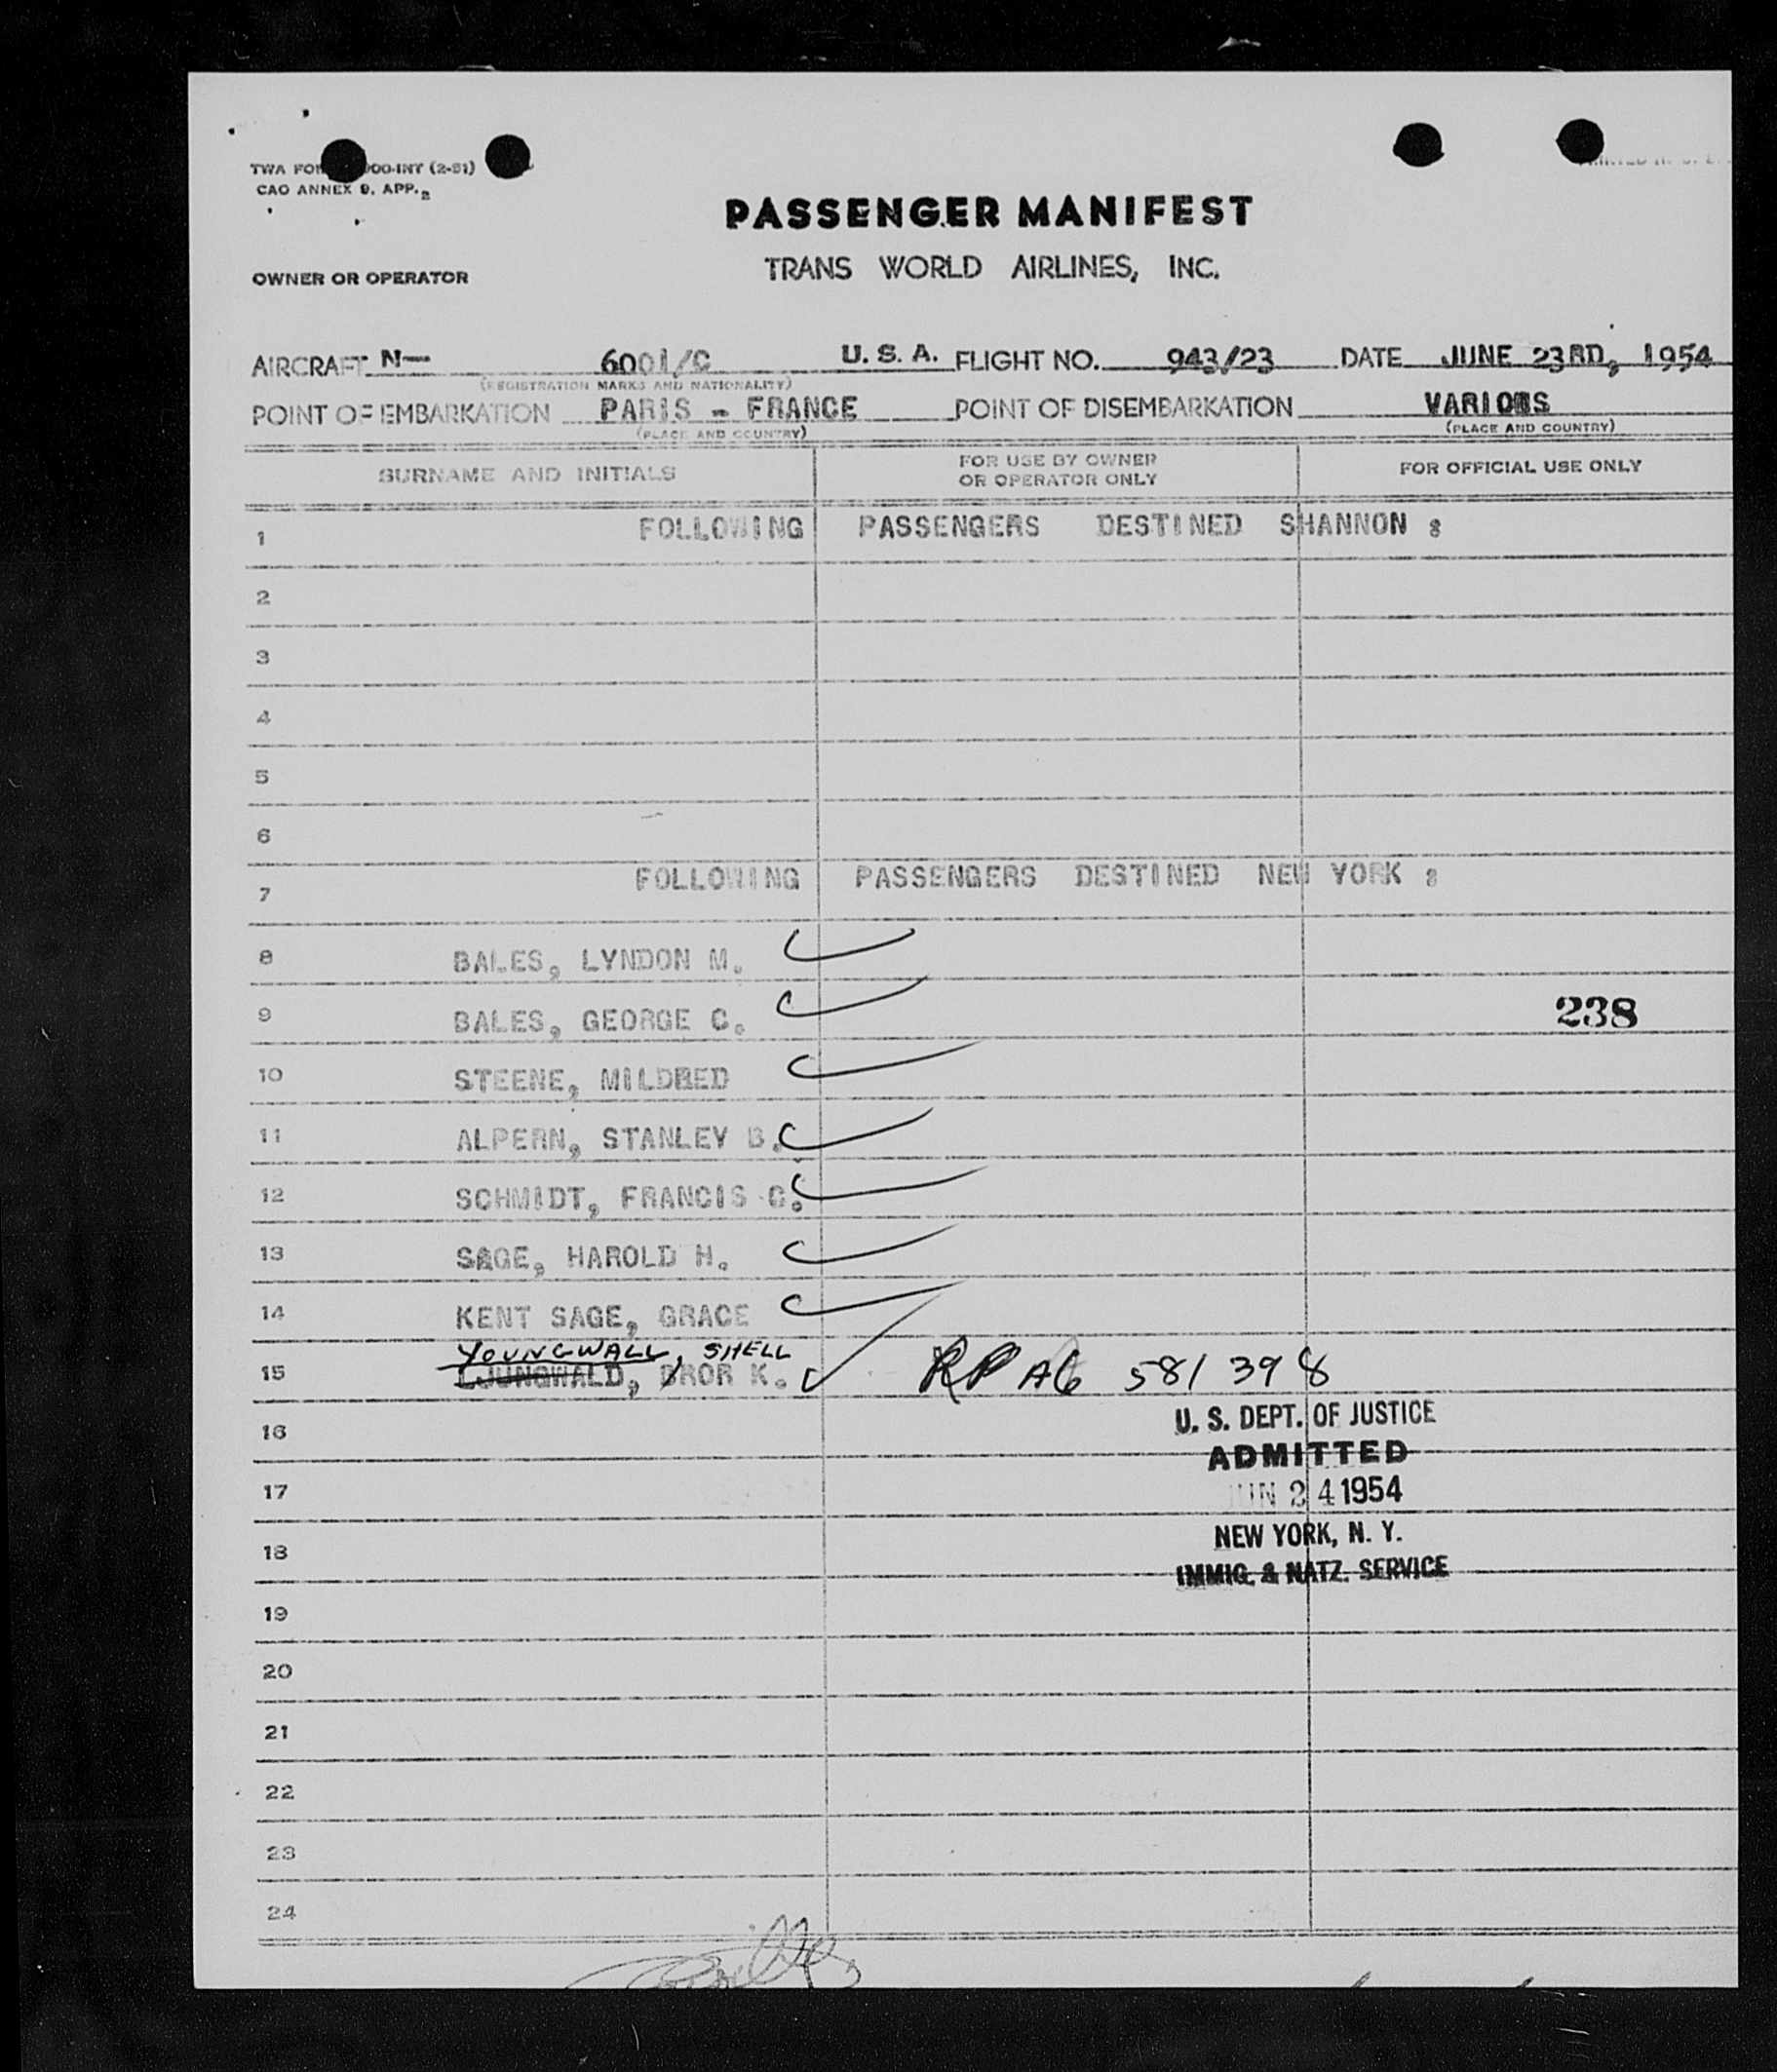 TWA FO 000-INT (2-51)
CAO ANNEX 9, APP. 2
PASSENGER MANIFEST
TRANS WORLD AIRLINES, INC.
OWNER OR OPERATOR
AIRCRAFT N— 6001/C U. S. A. FLIGHT NO. 943/23 DATE JUNE 23RD, 1954
(REGISTRATION MARKS AND NATIONALITY)
POINT OF EMBARKATION PARIS - FRANCE POINT OF DISEMBARKATION VARIOUS
(PLACE AND COUNTRY) (PLACE AND COUNTRY)
SURNAME AND INITIALS FOR USE BY OWNER OR OPERATOR ONLY FOR OFFICIAL USE ONLY
1 FOLLOWING PASSENGERS DESTINED SHANNON :
2
3
4
5
6
7 FOLLOWING PASSENGERS DESTINED NEW YORK :
8 BALES, LYNDON M.
9 BALES, GEORGE C. 238
10 STEENE, MILDRED
11 ALPERN, STANLEY B.
12 SCHMIDT, FRANCIS C.
13 SAGE, HAROLD H.
14 KENT SAGE, GRACE
YOUNGWALL, SHELL
15 LJUNGWALD, BROR K. RP A6 581 398
16 U. S. DEPT. OF JUSTICE
ADMITTED
17 JUN 24 1954
NEW YORK, N. Y.
18
IMMIG. & NATZ. SERVICE
19
20
21
22
23
24